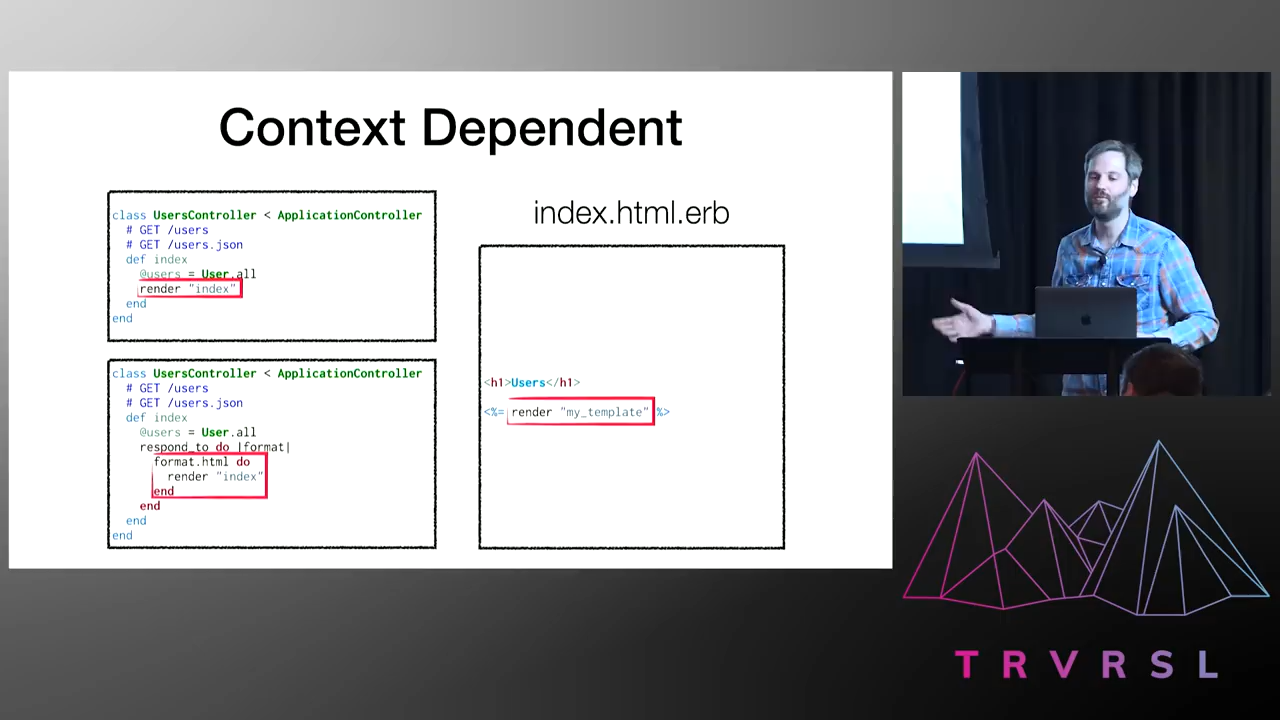 Context Dependent
class UsersController < ApplicationController
# GET /users
# GET /users.json
def index
@users = User.all
render "index"
end
end
class UsersController < ApplicationController
# GET /users
# GET /users.json
def index
@users = User.all
respond_to do |format|
format.html do
render "index"
end
end
end
end
index.html.erb
<h1>Users</h1>
<%= render "my_template" %>
TRVRSL